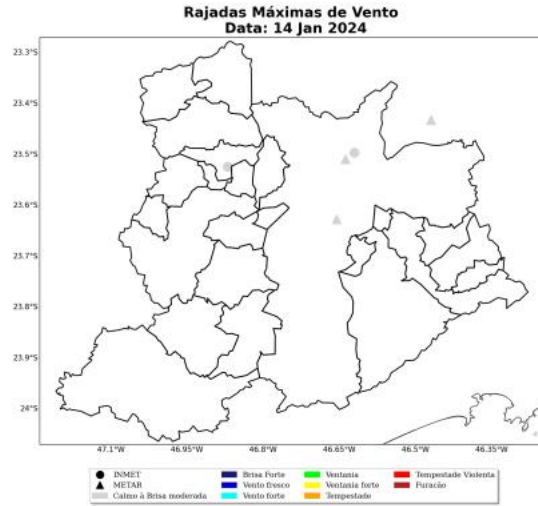 Rajadas Máximas de Vento
Data: 14 Jan 2024
23.3°S
23.4°S
23.5°S
23.6°S
23.7°S
23.8°S
23.9°S
24°S
47.1°W
46.95°W
46.8°W
46.65°W
46.5°W
46.35°W
INMET
METAR
Calmo à Brisa moderada
Brisa Forte
Vento fresco
Vento forte
Ventania
Ventania forte
Tempestade
Tempestade Violenta
Furacão